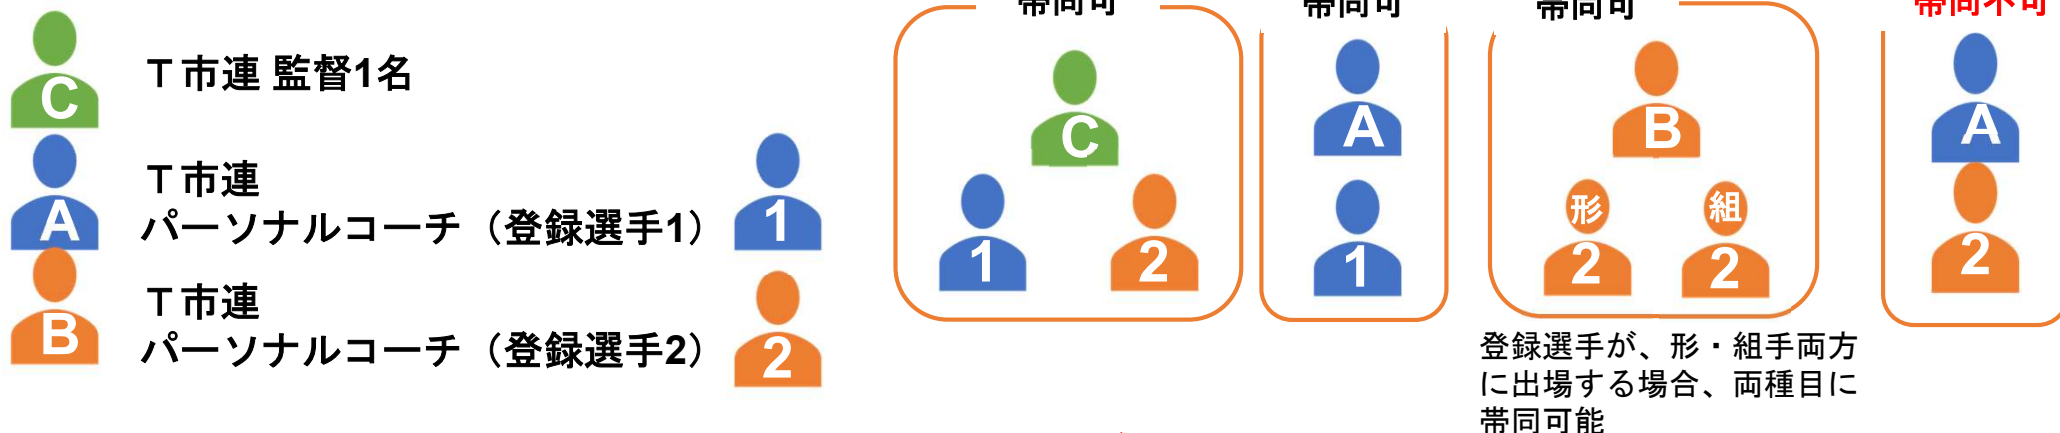 C
Ｔ市連 監督1名
A
Ｔ市連
パーソナルコーチ（登録選手1）
1
B
Ｔ市連
パーソナルコーチ（登録選手2）
2
帯同可
C
1
2
帯同可
A
1
帯同可
B
形
2
組
2
登録選手が、形・組手両方
に出場する場合、両種目に
帯同可能
帯同不可
A
2